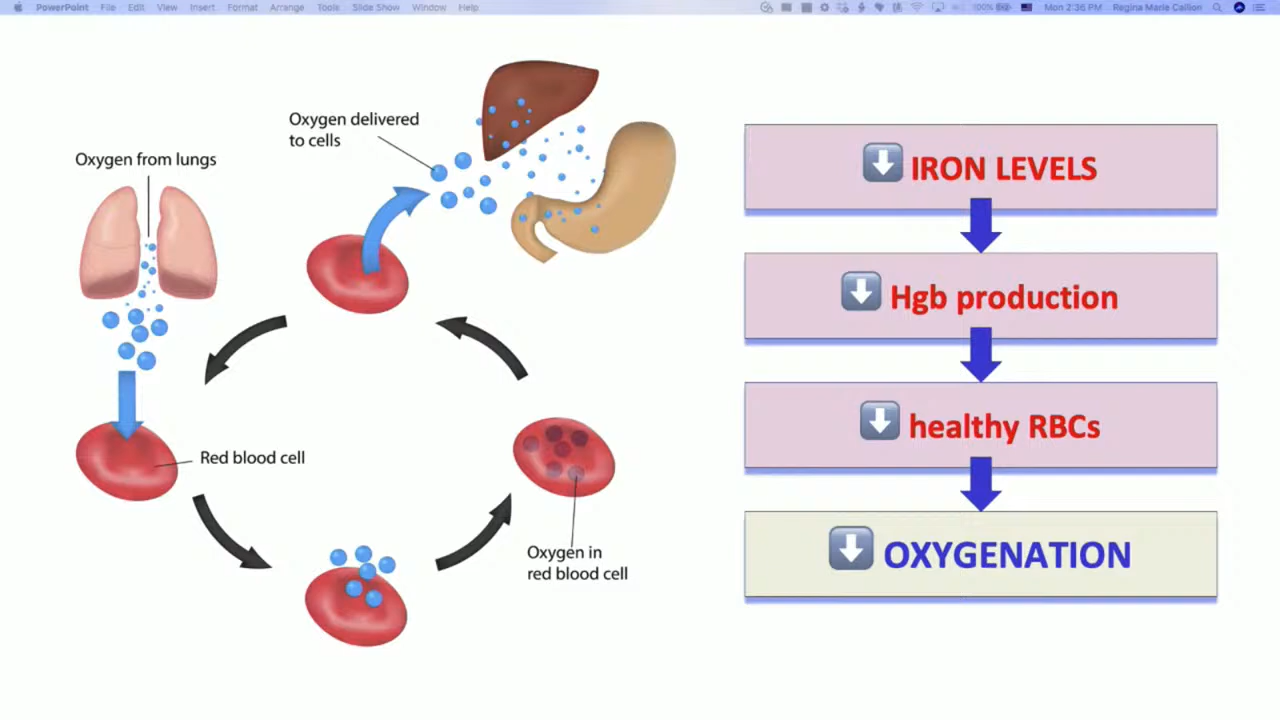 PowerPoint File Edit View Insert Format Arrange Tools Slide Show Window Help 100% Mon 2:36 PM Regina Marie Callion
Oxygen delivered
to cells
Oxygen from lungs
Red blood cell
Oxygen in
red blood cell
IRON LEVELS
Hgb production
healthy RBCs
OXYGENATION